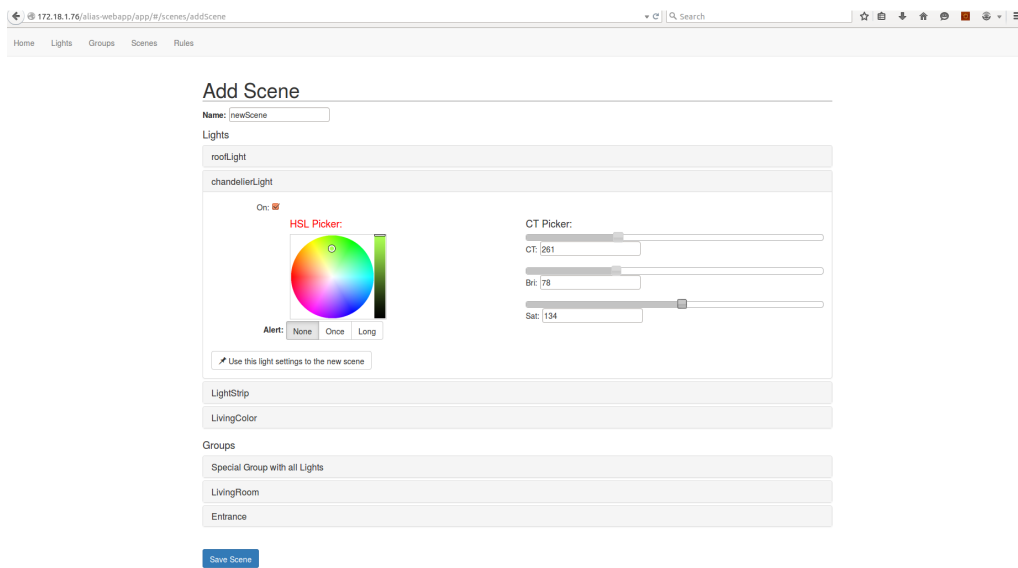 172.18.1.76/alias-webapp/app/#/scenes/addScene
Search
Home Lights Groups Scenes Rules
Add Scene
Name: newScene
Lights
roofLight
chandelierLight
On:
HSL Picker:
CT Picker:
CT: 261
Bri: 78
Sat: 134
Alert: None Once Long
Use this light settings to the new scene
LightStrip
LivingColor
Groups
Special Group with all Lights
LivingRoom
Entrance
Save Scene